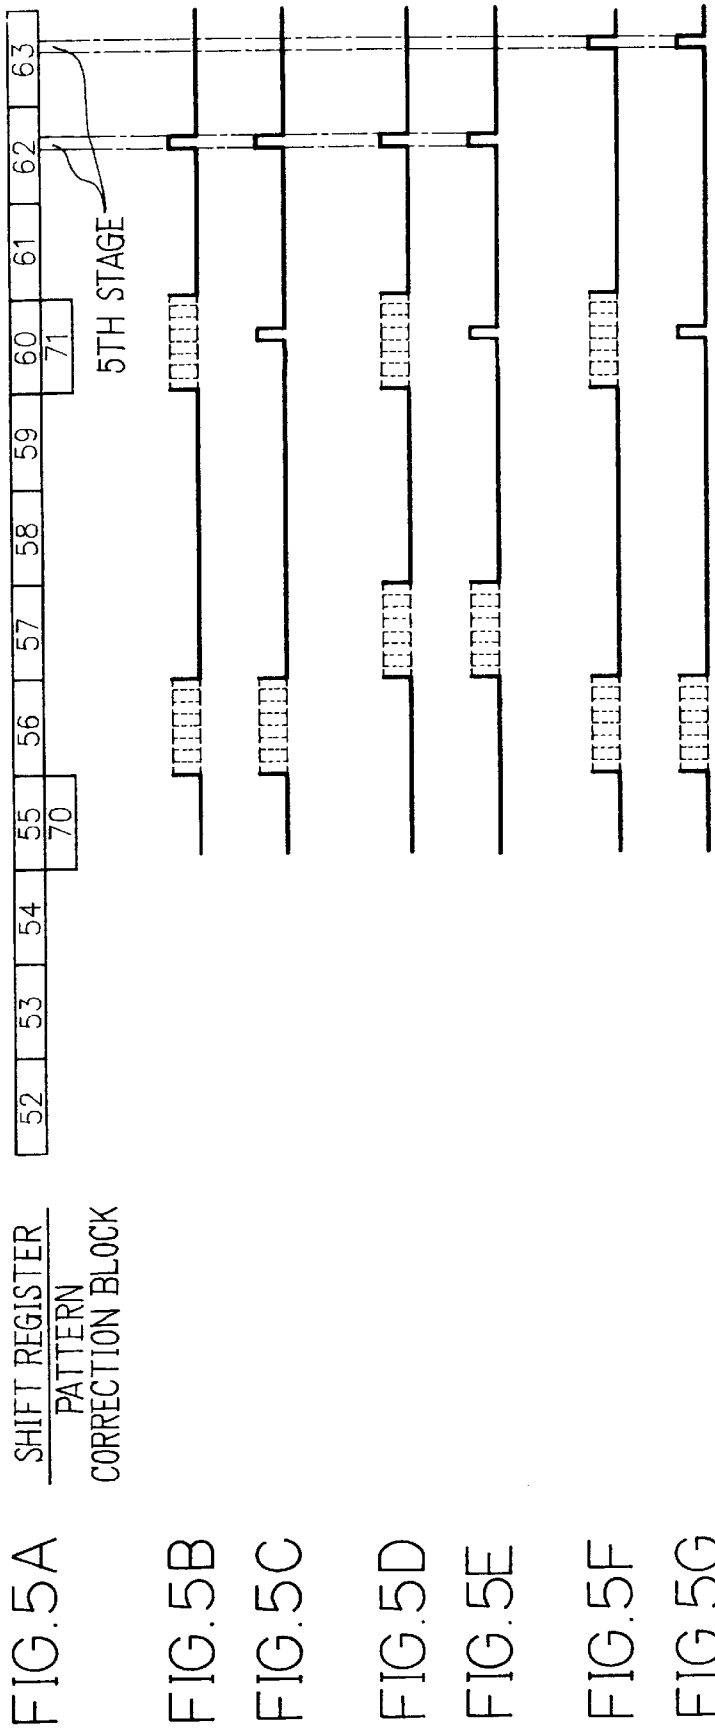 FIG. 5A
SHIFT REGISTER
PATTERN
CORRECTION BLOCK
52 53 54 55 56 57 58 59 60 61 62 63
70 71
5TH STAGE
FIG. 5B
FIG. 5C
FIG. 5D
FIG. 5E
FIG. 5F
FIG. 5G